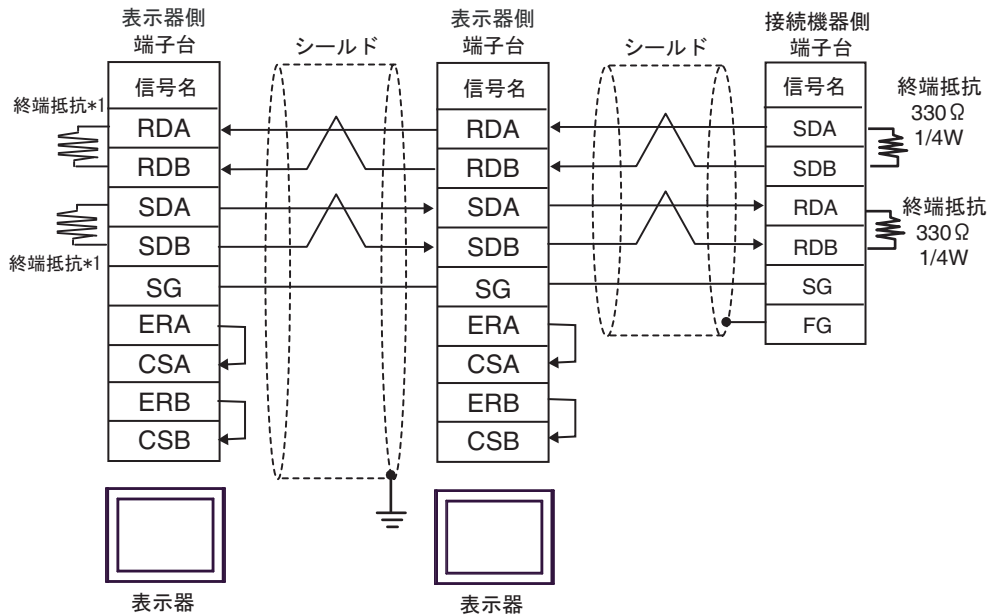 表示器側
端子台
シールド
表示器側
端子台
シールド
接続機器側
端子台
終端抵抗*1
終端抵抗*1
信号名
RDA
RDB
SDA
SDB
SG
ERA
CSA
ERB
CSB
信号名
RDA
RDB
SDA
SDB
SG
ERA
CSA
ERB
CSB
信号名
SDA
SDB
RDA
RDB
SG
FG
終端抵抗
330Ω
1/4W
終端抵抗
330Ω
1/4W
表示器
表示器